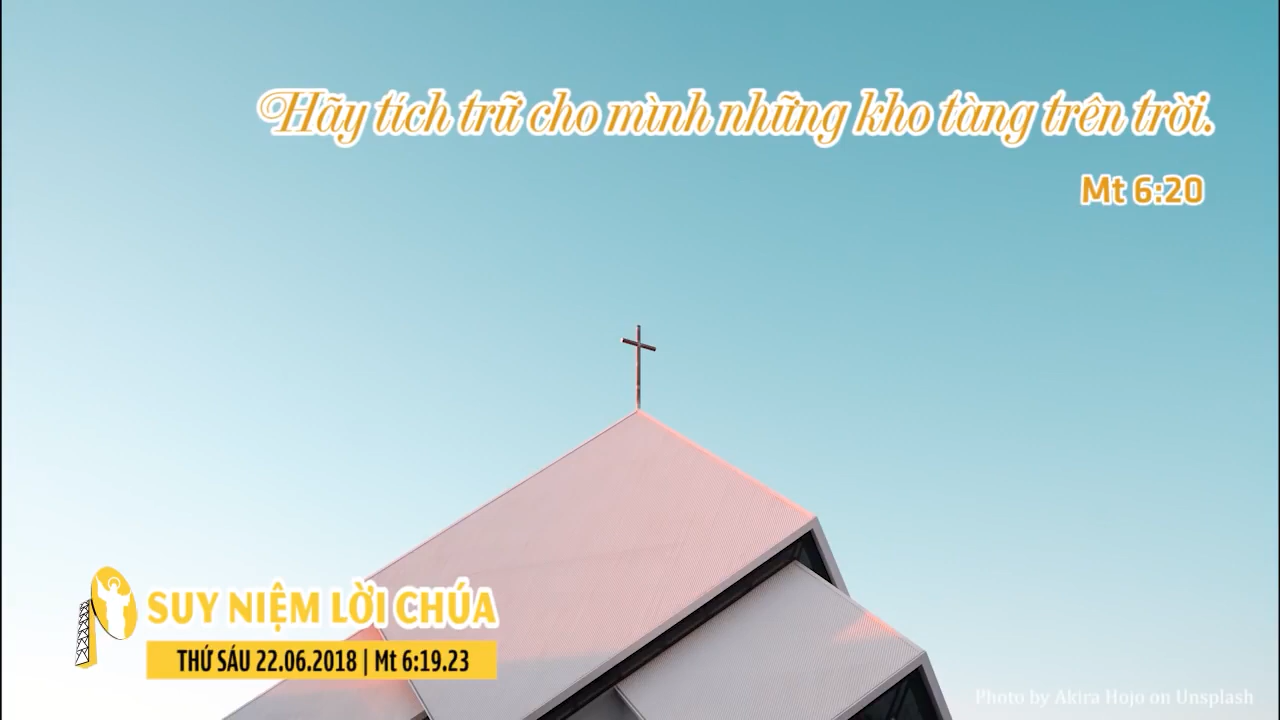 Hãy tích trữ cho mình những kho tàng trên trời.
Mt 6:20
SUY NIỆM LỜI CHÚA
THỨ SÁU 22.06.2018 | Mt 6:19.23
Photo by Akira Hojo on Unsplash